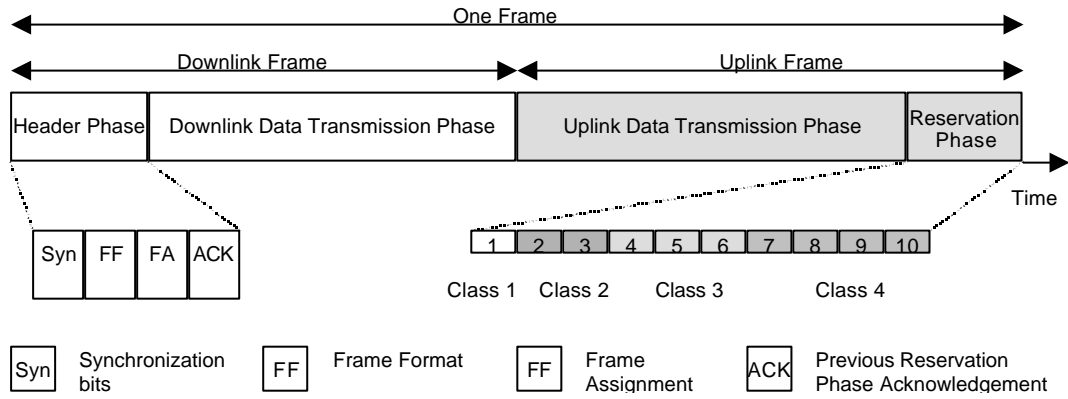 One Frame
Downlink Frame
Uplink Frame
Header Phase
Downlink Data Transmission Phase
Uplink Data Transmission Phase
Reservation
Phase
Time
Syn
FF
FA
ACK
1
2
3
4
5
6
7
8
9
10
Class 1
Class 2
Class 3
Class 4
Syn
Synchronization
bits
FF
Frame Format
FF
Frame
Assignment
ACK
Previous Reservation
Phase Acknowledgement